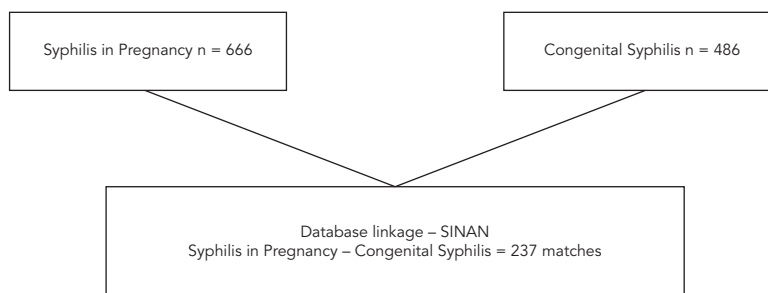 Syphilis in Pregnancy n = 666
Congenital Syphilis n = 486
Database linkage – SINAN
Syphilis in Pregnancy – Congenital Syphilis = 237 matches